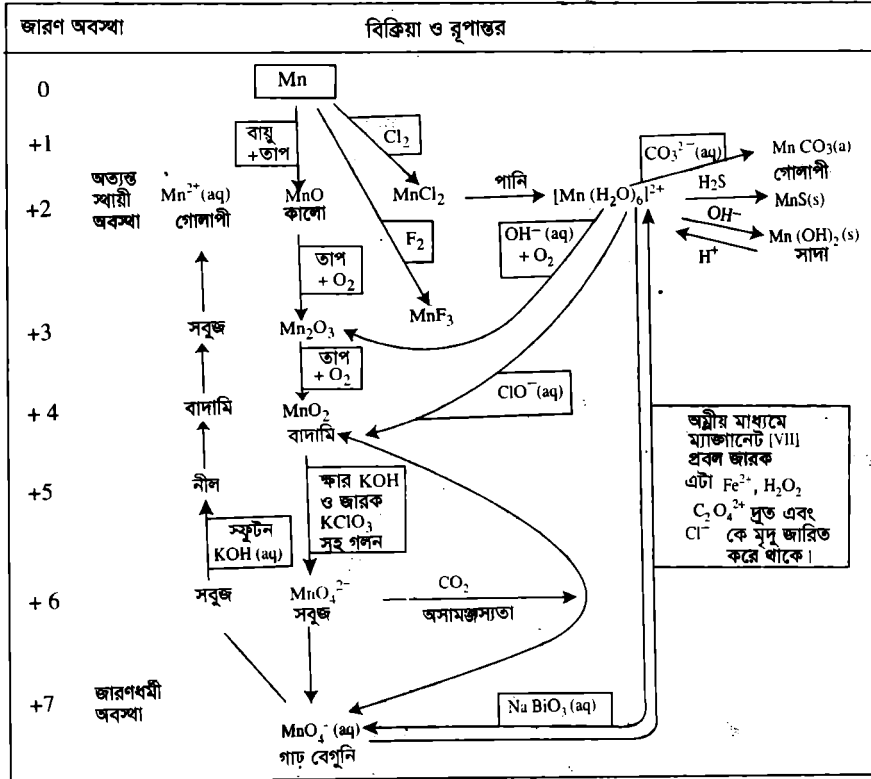 জারণ অবস্থা
বিক্রিয়া ও রূপান্তর
0
Mn
+1
বায়ু
+তাপ
Cl₂
CO₃²⁻(aq)
Mn CO₃(a)
গোলাপী
+2
অত্যন্ত
স্থায়ী
অবস্থা
Mn²⁺(aq)
গোলাপী
MnO
কালো
MnCl₂
পানি
[Mn (H₂O)₆]²⁺
H₂S
MnS(s)
OH⁻
H⁺
Mn (OH)₂(s)
সাদা
F₂
OH⁻(aq)
+ O₂
তাপ
+ O₂
+3
সবুজ
Mn₂O₃
MnF₃
তাপ
+ O₂
+ 4
বাদামি
MnO₂
বাদামি
ClO⁻(aq)
অম্লীয় মাধ্যমে
ম্যাঙ্গানেট [VII]
প্রবল জারক
এটা Fe²⁺, H₂O₂
C₂O₄²⁺ দ্রুত এবং
Cl⁻ কে মৃদু জারিত
করে থাকে।
+5
নীল
ক্ষার KOH
ও জারক
KClO₃
সহ গলন
স্ফুটন
KOH (aq)
+ 6
সবুজ
MnO₄²⁻
সবুজ
CO₂
অসামঞ্জস্যতা
+7
জারণধর্মী
অবস্থা
MnO₄⁻(aq)
গাঢ় বেগুনি
Na BiO₃(aq)